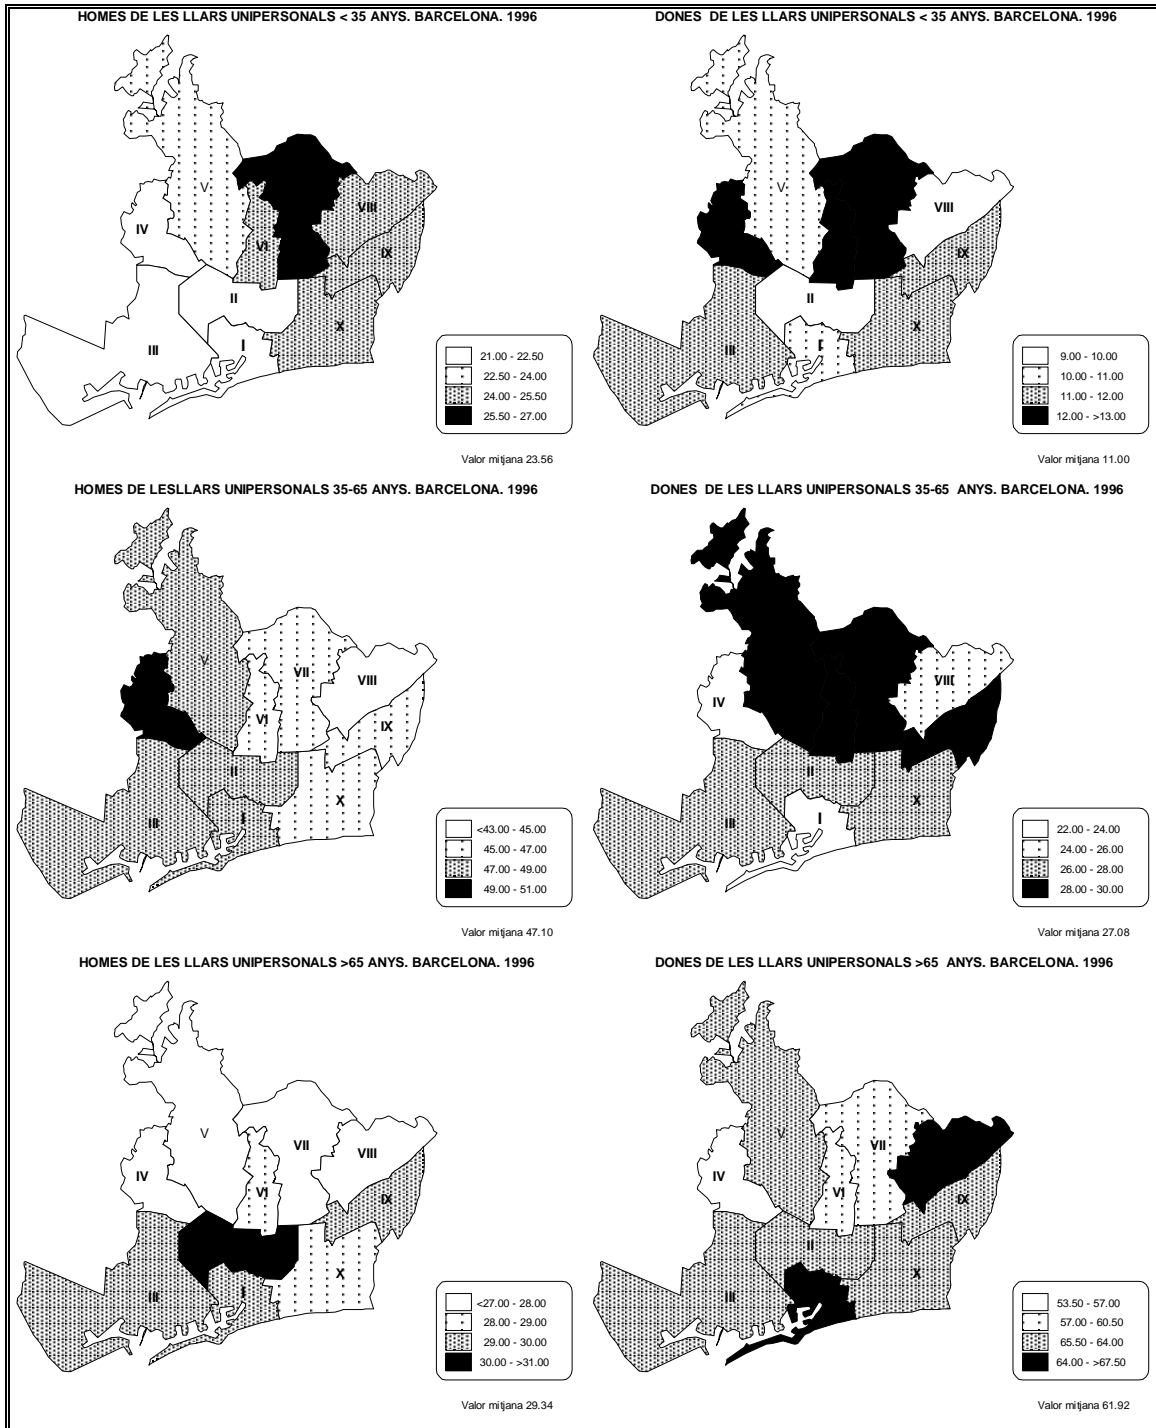 HOMES DE LES LLARS UNIPERSONALS < 35 ANYS. BARCELONA. 1996
V
IV
VIII
VI
IX
II
III
I
X
21.00 - 22.50
22.50 - 24.00
24.00 - 25.50
25.50 - 27.00
Valor mitjana 23.56
DONES DE LES LLARS UNIPERSONALS < 35 ANYS. BARCELONA. 1996
V
VIII
IX
II
III
I
X
9.00 - 10.00
10.00 - 11.00
11.00 - 12.00
12.00 - >13.00
Valor mitjana 11.00
HOMES DE LESLLARS UNIPERSONALS 35-65 ANYS. BARCELONA. 1996
V
VII
VIII
VI
IX
II
III
I
X
<43.00 - 45.00
45.00 - 47.00
47.00 - 49.00
49.00 - 51.00
Valor mitjana 47.10
DONES DE LES LLARS UNIPERSONALS 35-65 ANYS. BARCELONA. 1996
IV
VIII
II
III
I
X
22.00 - 24.00
24.00 - 26.00
26.00 - 28.00
28.00 - 30.00
Valor mitjana 27.08
HOMES DE LES LLARS UNIPERSONALS >65 ANYS. BARCELONA. 1996
V
VII
VIII
IV
VI
IX
III
I
X
<27.00 - 28.00
28.00 - 29.00
29.00 - 30.00
30.00 - >31.00
Valor mitjana 29.34
DONES DE LES LLARS UNIPERSONALS >65 ANYS. BARCELONA. 1996
V
VII
IV
VI
IX
II
III
X
53.50 - 57.00
57.00 - 60.50
65.50 - 64.00
64.00 - >67.50
Valor mitjana 61.92